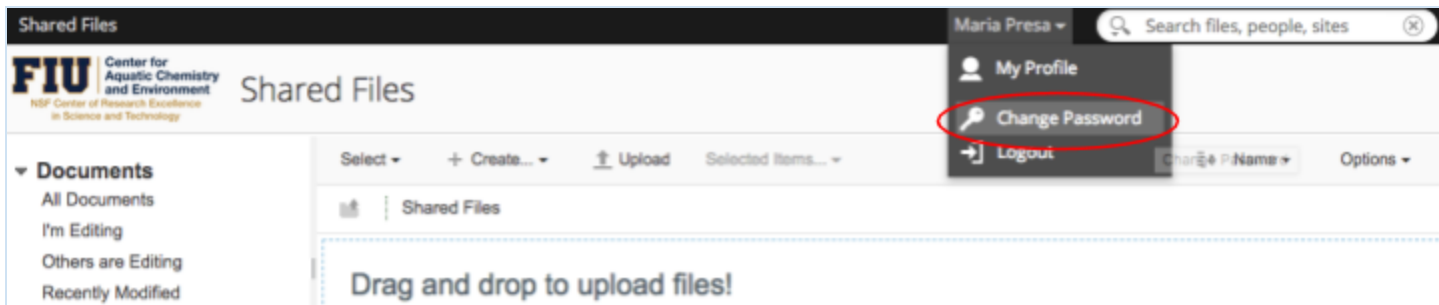 Shared Files
Maria Presa
Search files, people, sites
FIU
Center for
Aquatic Chemistry
and Environment
NSF Center of Research Excellence
in Science and Technology
Shared Files
My Profile
Change Password
Logout
Documents
All Documents
I'm Editing
Others are Editing
Recently Modified
Select
+ Create...
Upload
Selected Items...
Name
Options
Shared Files
Drag and drop to upload files!